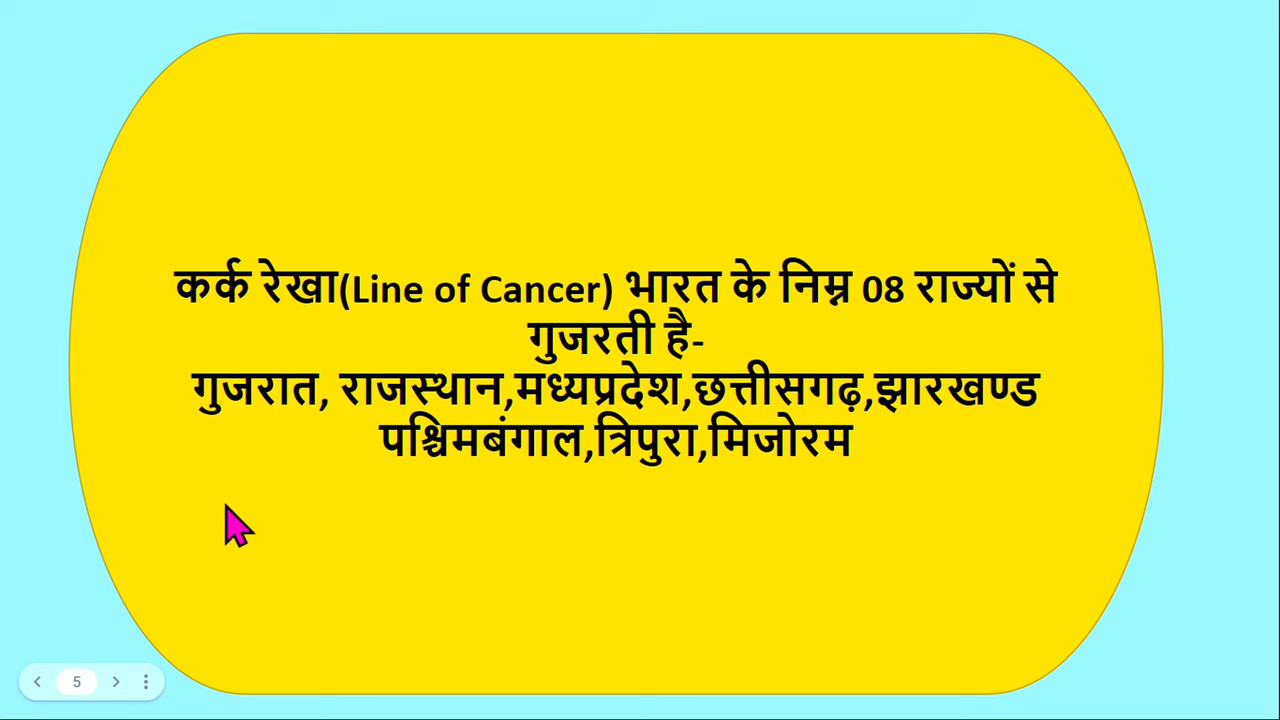 कर्क रेखा(Line of Cancer) भारत के निम्न 08 राज्यों से
गुजरती है-
गुजरात, राजस्थान,मध्यप्रदेश,छत्तीसगढ़,झारखण्ड
पश्चिमबंगाल,त्रिपुरा,मिजोरम
5